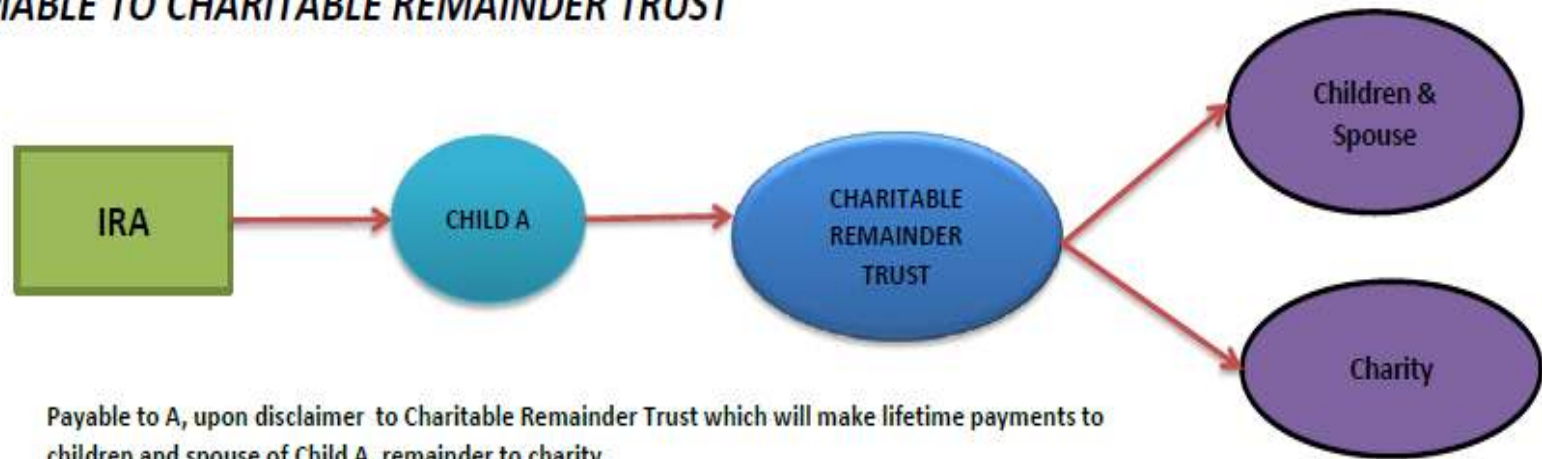 TO CHARITABLE REMAINDER TRUST
Children &
Spouse
IRA
CHILD A
CHARITABLE
REMAINDER
TRUST
Charity
Payable to A, upon disclaimer to Charitable Remainder Trust which will make lifetime payments to
children and spouse of Child A, remainder to charity